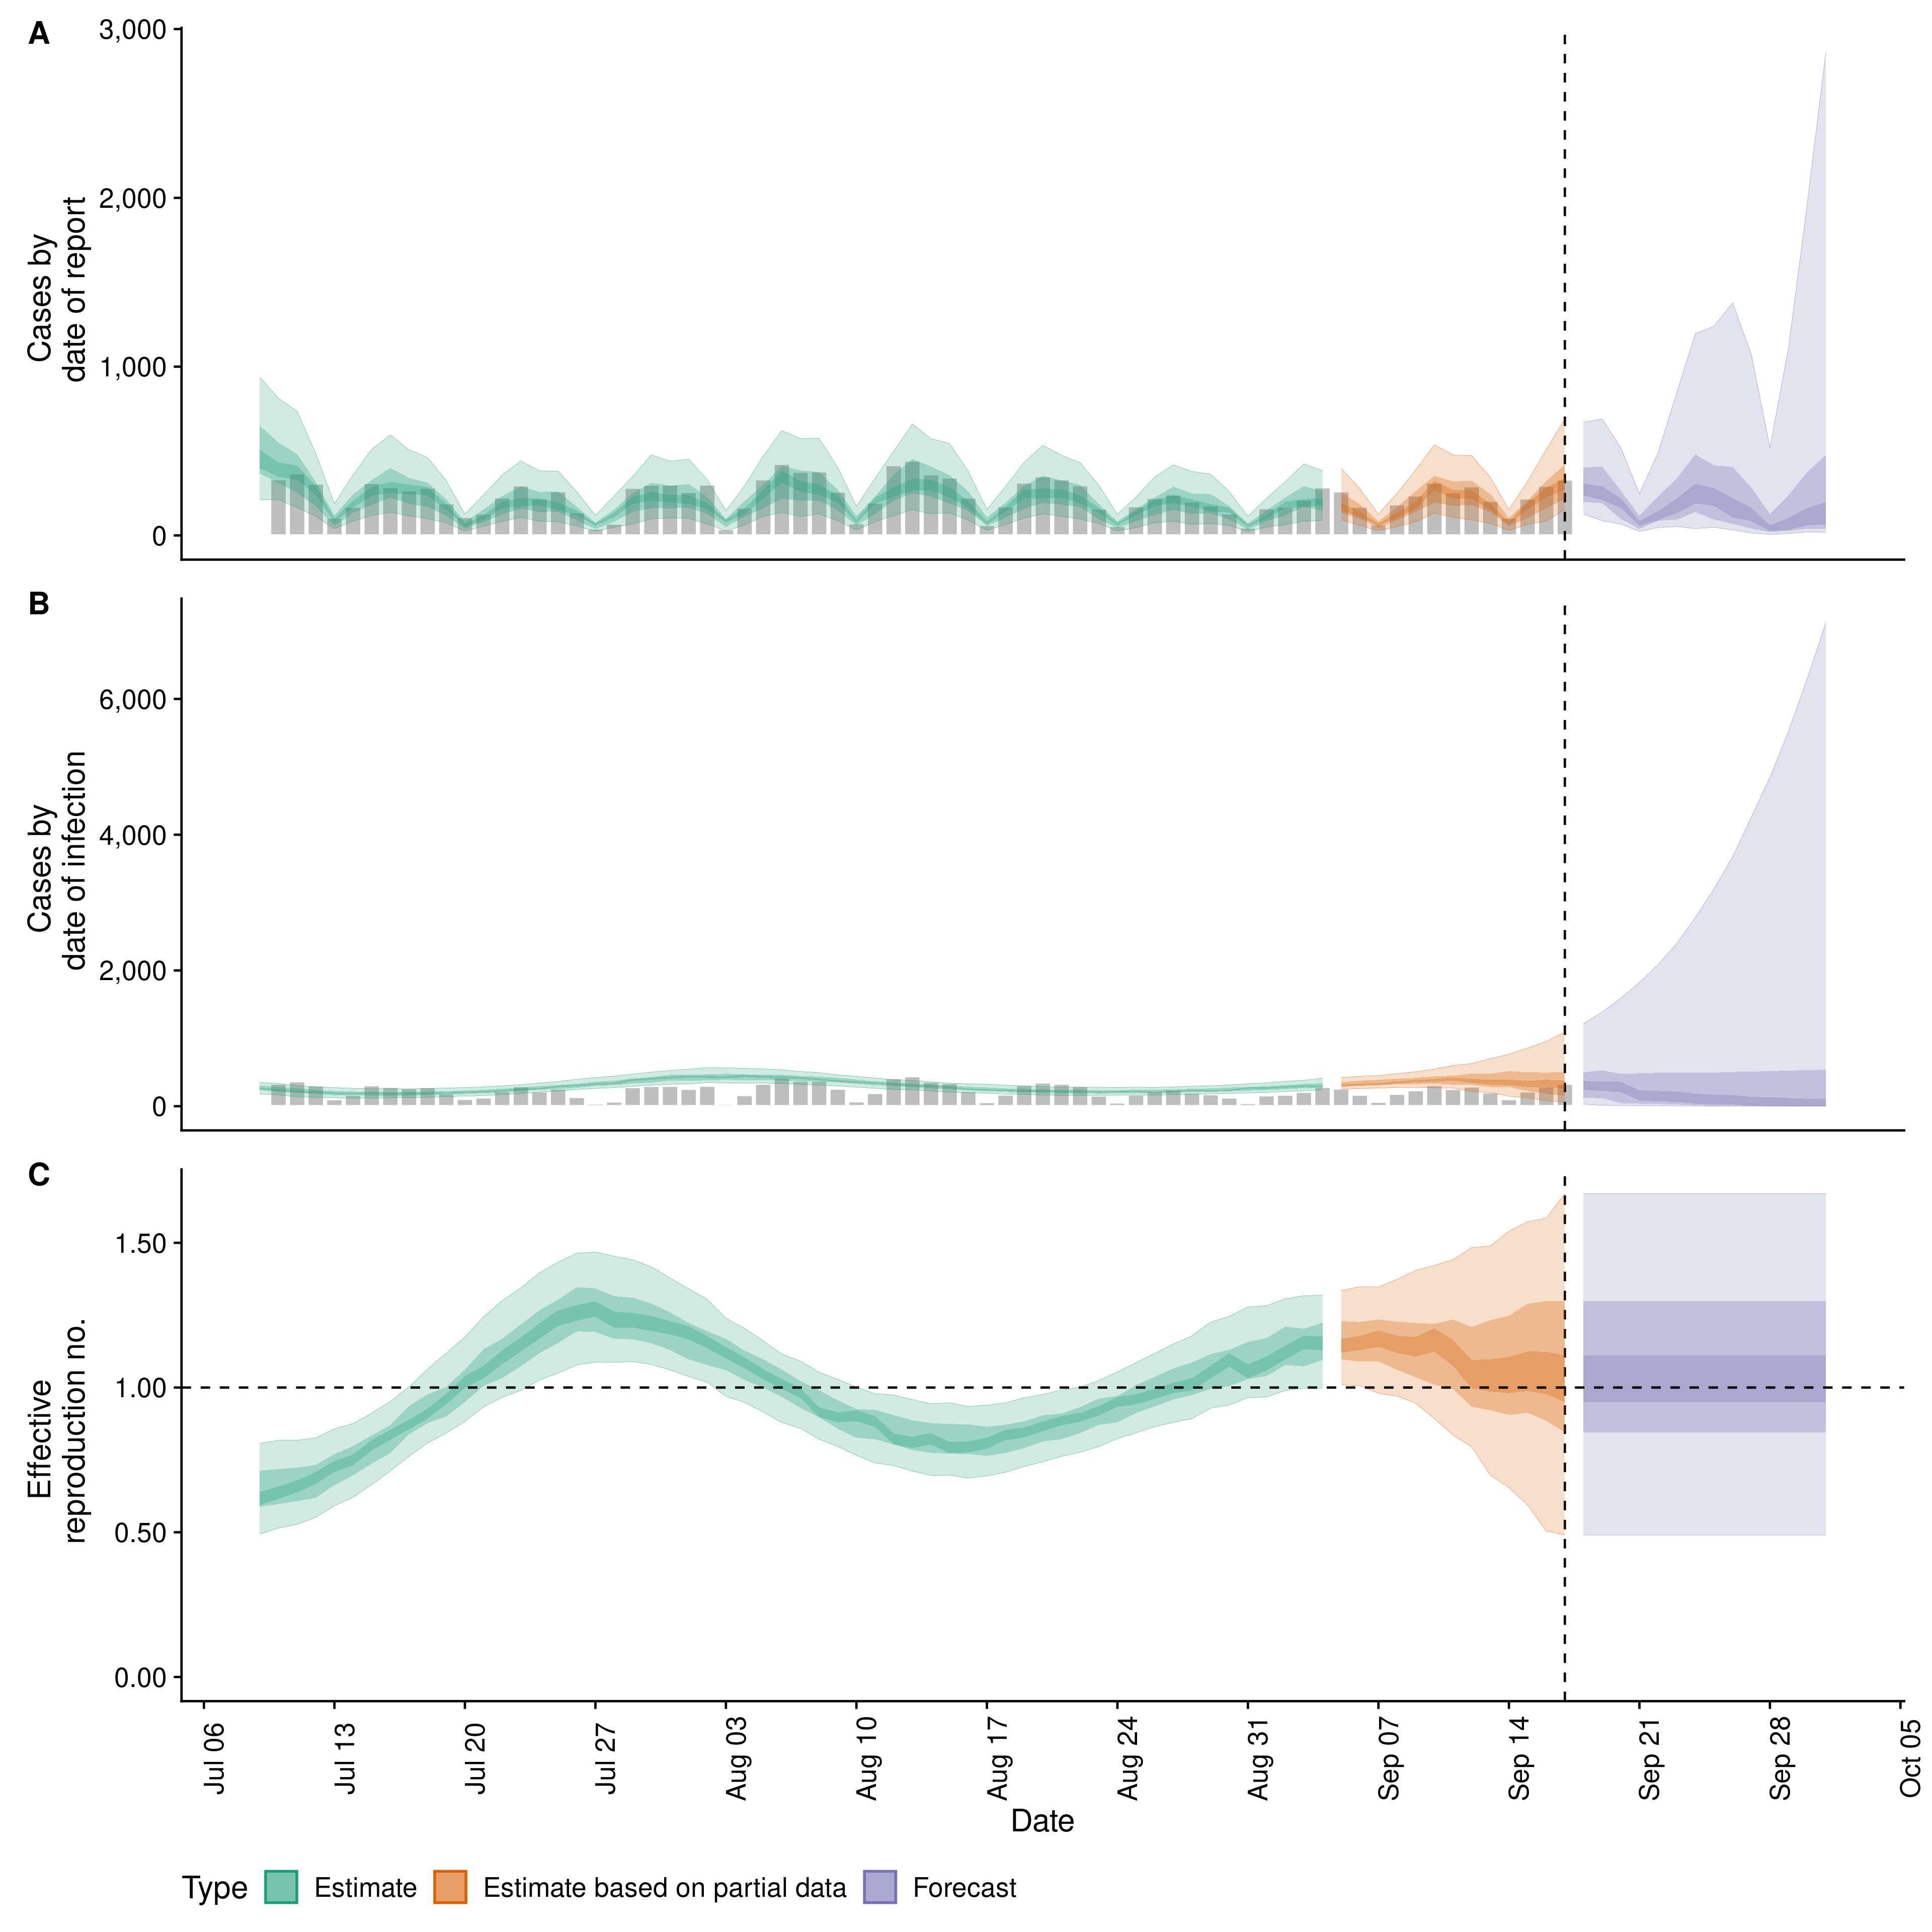 A
3,000
2,000
1,000
0
Cases by
date of report
B
6,000
4,000
2,000
0
Cases by
date of infection
C
1.50
1.00
0.50
0.00
Effective
reproduction no.
Jul 06
Jul 13
Jul 20
Jul 27
Aug 03
Aug 10
Aug 17
Aug 24
Aug 31
Sep 07
Sep 14
Sep 21
Sep 28
Oct 05
Date
Type Estimate Estimate based on partial data Forecast